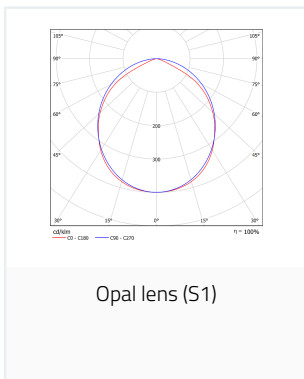 105° 105°
90° 90°
75° 75°
60° 60°
200
45° 45°
300
30° 15° 0° 15° 30°
cd/klm η = 100%
C0 - C180 C90 - C270
Opal lens (S1)